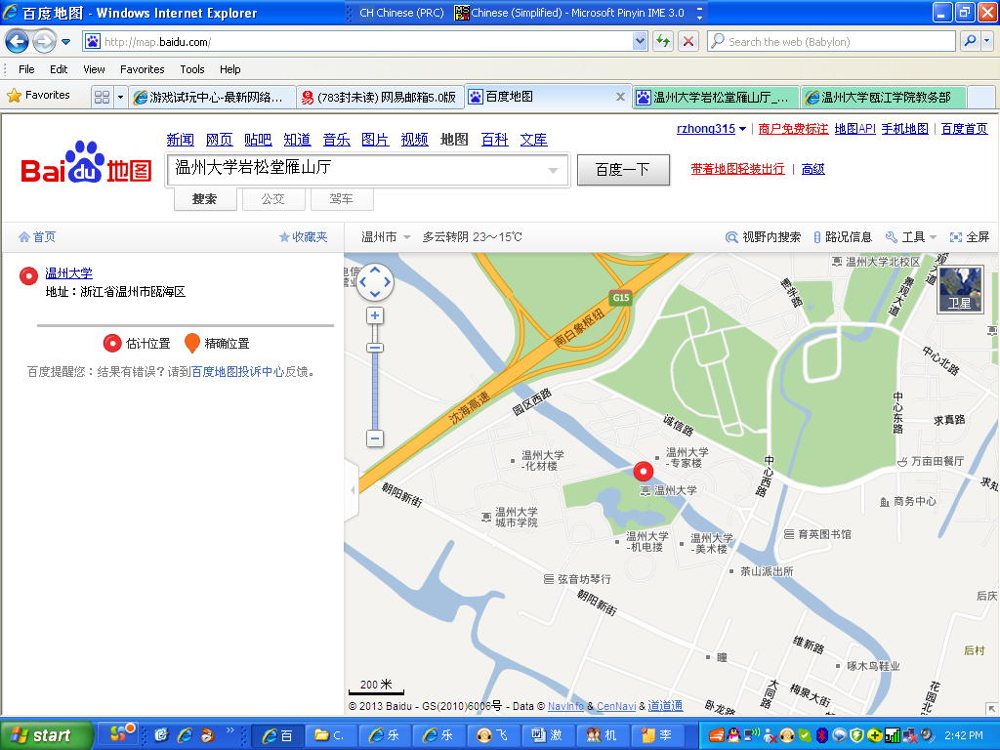 百度地图 - Windows Internet Explorer
CH Chinese (PRC)
Chinese (Simplified) - Microsoft Pinyin IME 3.0
http://map.baidu.com/
Search the web (Babylon)
File Edit View Favorites Tools Help
Favorites
游戏试玩中心-最新网络...
(783封未读) 网易邮箱5.0版
百度地图
温州大学岩松堂雁山厅_...
温州大学瓯江学院教务部
rzhong315
商户免费标注 地图API 手机地图 | 百度首页
Bai du 地图
新闻 网页 贴吧 知道 音乐 图片 视频 地图 百科 文库
温州大学岩松堂雁山厅
百度一下
带着地图轻装出行 | 高级
搜索 公交 驾车
首页
收藏夹
温州市
多云转阴 23～15℃
视野内搜索
路况信息
工具
全屏
温州大学
地址：浙江省温州市瓯海区
估计位置
精确位置
百度提醒您：结果有错误？请到百度地图投诉中心反馈。
温州大学北校区
景观大道
卫星
G15
南白象枢纽
沈海高速
园区西路
诚信路
中心北路
中心东路
求真路
中心西路
万亩田餐厅
商务中心
温州大学
-化材楼
温州大学
-专家楼
温州大学
朝阳新街
温州大学
城市学院
温州大学
-机电楼
温州大学
-美术楼
育英图书馆
茶山派出所
弦音坊琴行
朝阳新街
后村
维新路
瞳
啄木鸟鞋业
大同路
梅泉大街
卧龙路
200 米
© 2013 Baidu - GS(2010)6006号 - Data © NavInfo & CenNavi & 道道通
start
百
C.
乐
乐
飞
激
机
李
2:42 PM